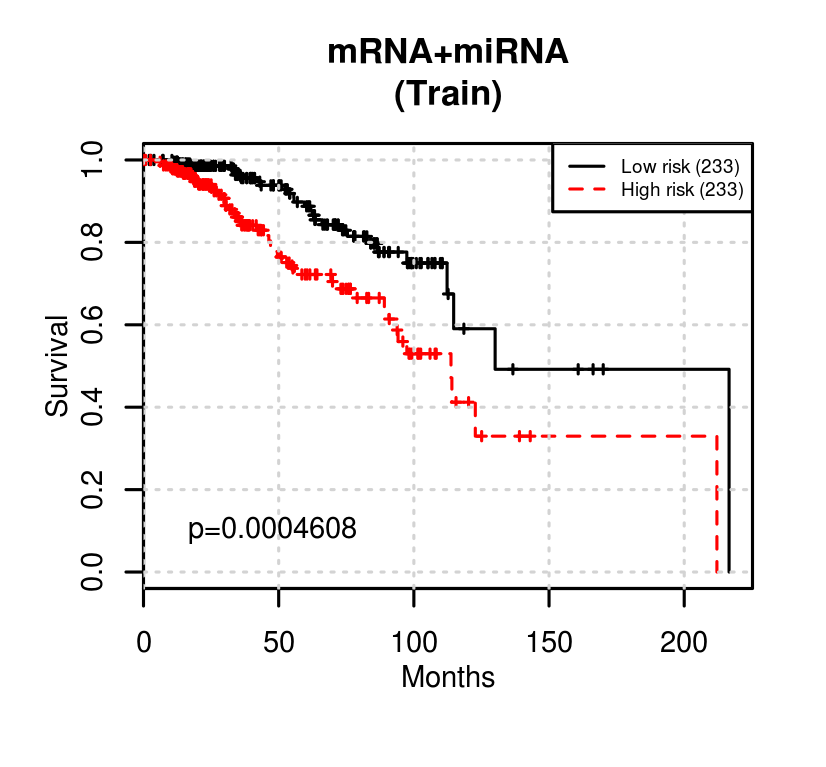 mRNA+miRNA
(Train)
Low risk (233)
High risk (233)
1.0
0.8
0.6
0.4
0.2
0.0
Survival
p=0.0004608
0 50 100 150 200
Months